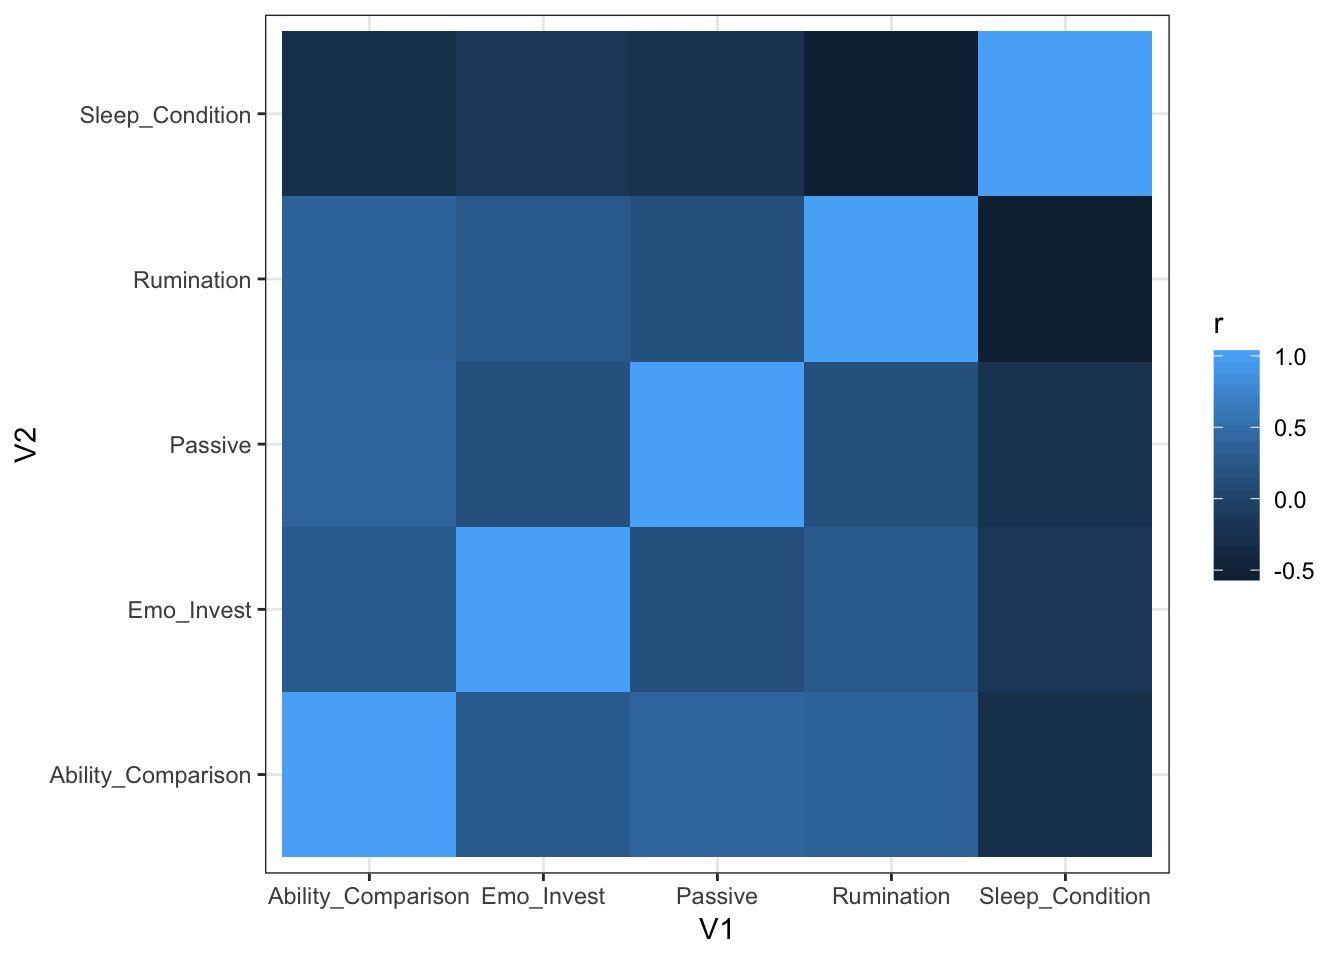 Sleep_Condition
Rumination
Passive
Emo_Invest
Ability_Comparison
V2
Ability_Comparison Emo_Invest Passive Rumination Sleep_Condition
V1
r
1.0
0.5
0.0
-0.5